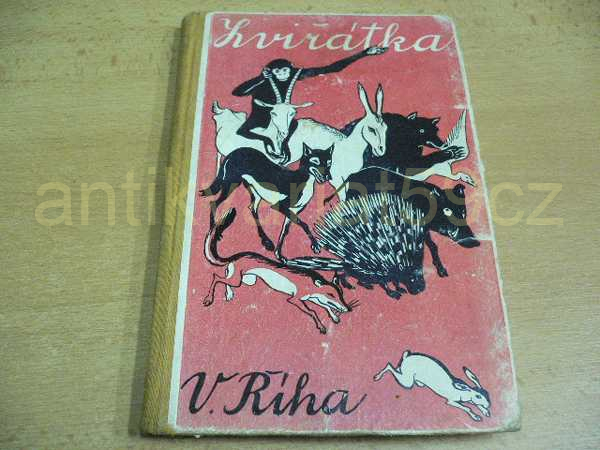 Zvířátka
antikvariat59.cz
V. Říha